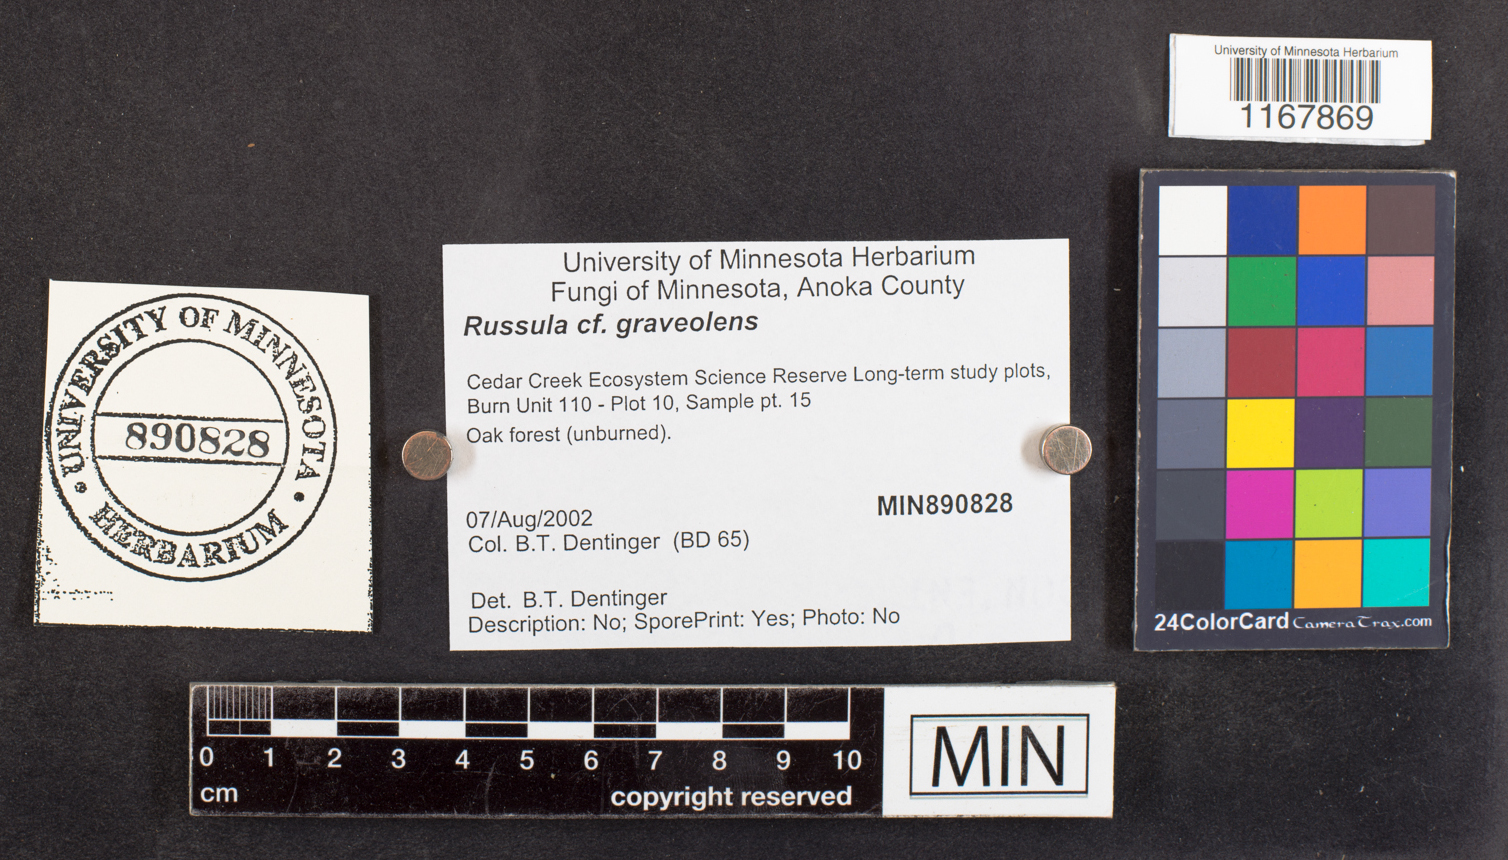 University of Minnesota Herbarium
1167869
UNIVERSITY OF MINNESOTA
890828
HERBARIUM
University of Minnesota Herbarium
Fungi of Minnesota, Anoka County
Russula cf. graveolens
Cedar Creek Ecosystem Science Reserve Long-term study plots,
Burn Unit 110 - Plot 10, Sample pt. 15
Oak forest (unburned).
MIN890828
07/Aug/2002
Col. B.T. Dentinger (BD 65)
Det. B.T. Dentinger
Description: No; SporePrint: Yes; Photo: No
24ColorCard CameraTrax.com
0 1 2 3 4 5 6 7 8 9 10
cm
copyright reserved
MIN